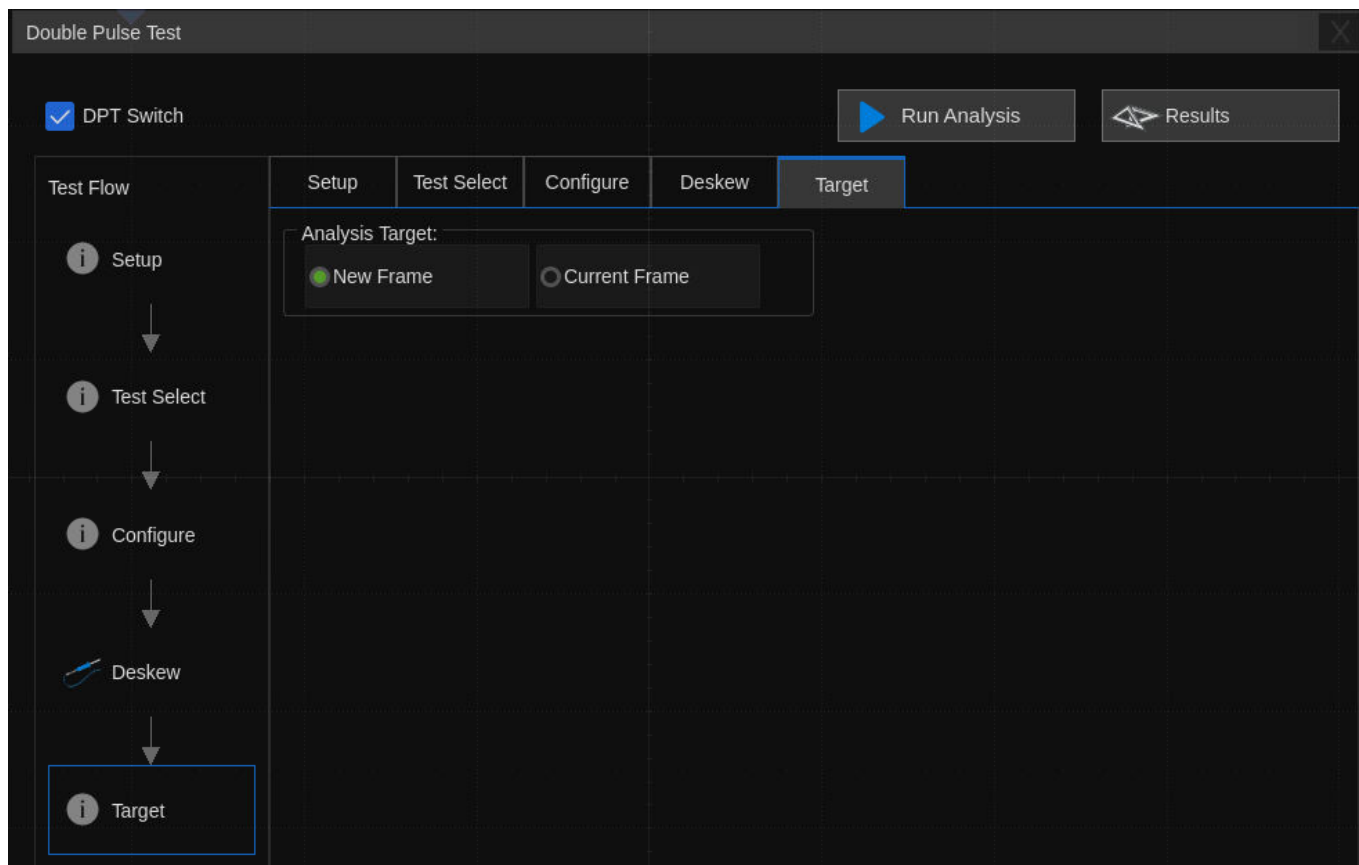 Double Pulse Test
X
DPT Switch
Run Analysis
Results
Test Flow
Setup
Test Select
Configure
Deskew
Target
Setup
Test Select
Configure
Deskew
Target
Analysis Target:
New Frame
Current Frame